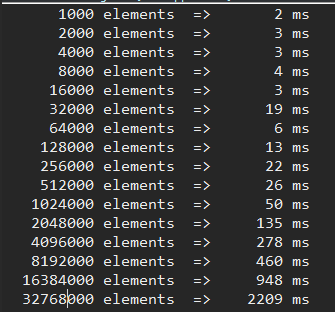 1000 elements => 2 ms
2000 elements => 3 ms
4000 elements => 3 ms
8000 elements => 4 ms
16000 elements => 3 ms
32000 elements => 19 ms
64000 elements => 6 ms
128000 elements => 13 ms
256000 elements => 22 ms
512000 elements => 26 ms
1024000 elements => 50 ms
2048000 elements => 135 ms
4096000 elements => 278 ms
8192000 elements => 460 ms
16384000 elements => 948 ms
32768000 elements => 2209 ms